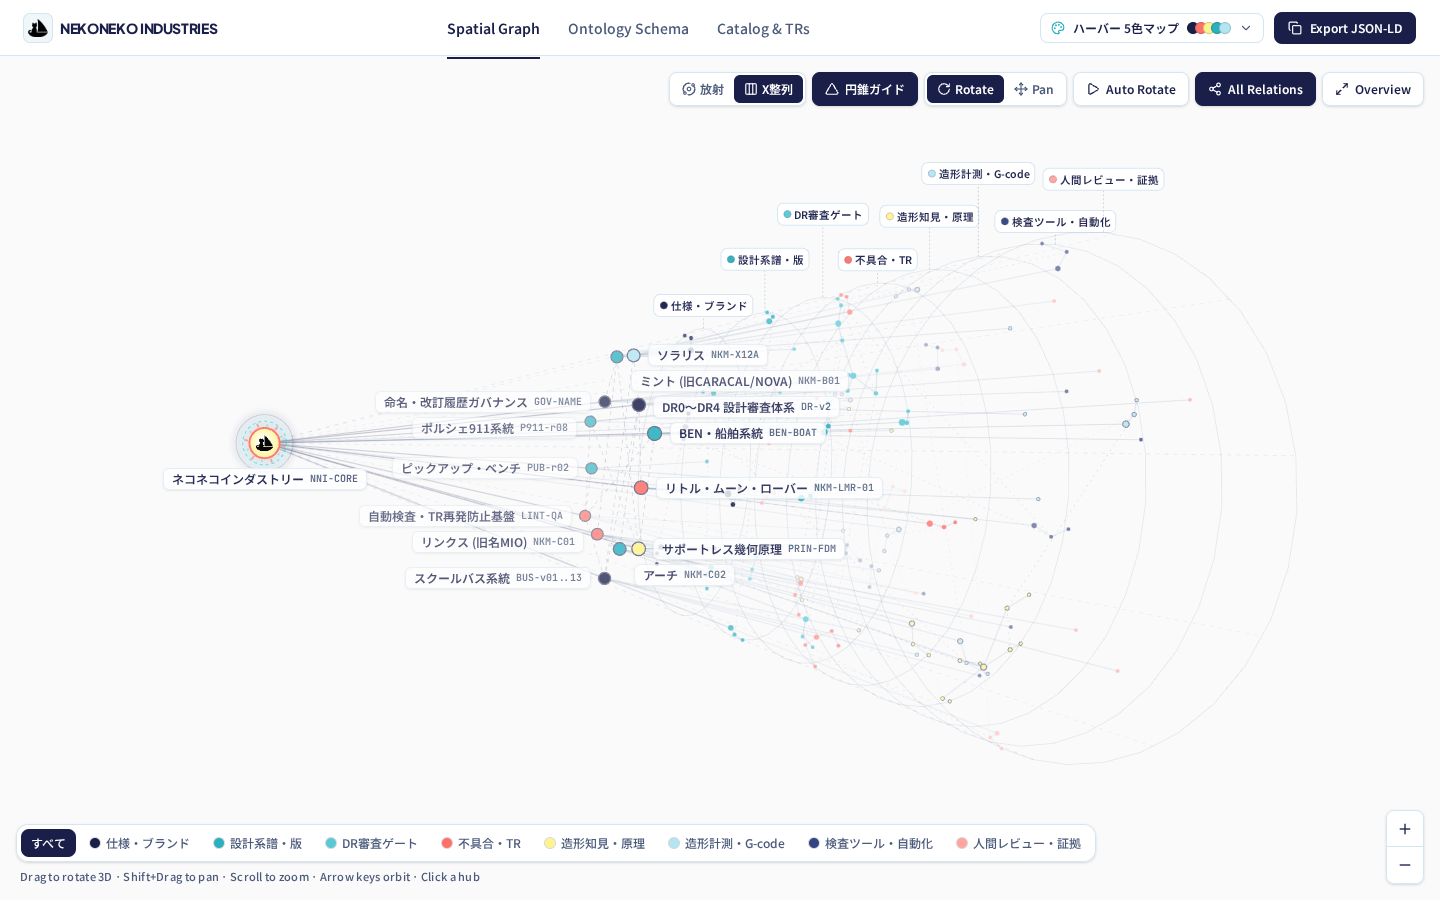 NEKONEKO INDUSTRIES
Spatial Graph
Ontology Schema
Catalog & TRs
ハーバー 5色マップ
Export JSON-LD
放射
X整列
円錐ガイド
Rotate
Pan
Auto Rotate
All Relations
Overview
造形計測・G-code
人間レビュー・証拠
DR審査ゲート
造形知見・原理
検査ツール・自動化
設計系譜・版
不具合・TR
仕様・ブランド
ソラリス NKM-X12A
ミント (旧CARACAL/NOVA) NKM-B01
命名・改訂履歴ガバナンス GOV-NAME
DR0〜DR4 設計審査体系 DR-v2
ポルシェ911系統 P911-r08
BEN・船舶系統 BEN-BOAT
ピックアップ・ベンチ PUB-r02
ネコネコインダストリー NNI-CORE
リトル・ムーン・ローバー NKM-LMR-01
自動検査・TR再発防止基盤 LINT-QA
リンクス (旧名MIO) NKM-C01
サポートレス幾何原理 PRIN-FDM
スクールバス系統 BUS-v01..13
アーチ NKM-C02
すべて
仕様・ブランド
設計系譜・版
DR審査ゲート
不具合・TR
造形知見・原理
造形計測・G-code
検査ツール・自動化
人間レビュー・証拠
Drag to rotate 3D · Shift+Drag to pan · Scroll to zoom · Arrow keys orbit · Click a hub
+
−